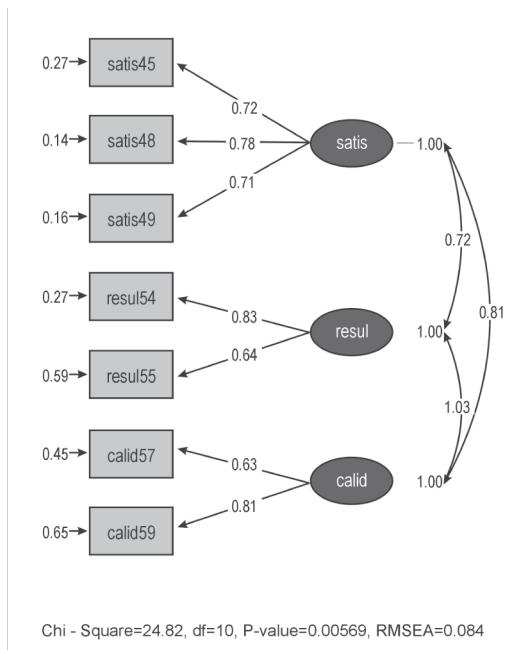 0.27 satis45
0.72
0.14 satis48 0.78 satis 1.00
0.71
0.16 satis49
0.72
0.27 resul54
0.83
0.81
resul 1.00
0.64
0.59 resul55
1.03
0.45 calid57
0.63
calid 1.00
0.81
0.65 calid59
Chi - Square=24.82, df=10, P-value=0.00569, RMSEA=0.084